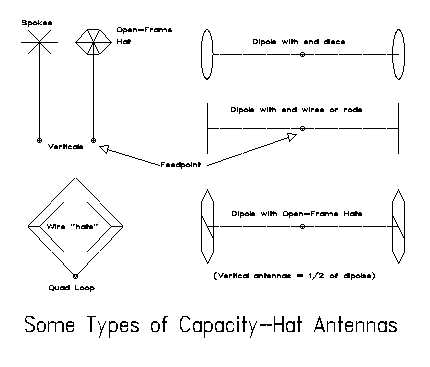 Spokes
Open-Frame
Hat
Dipole with end discs
Dipole with end wires or rods
Verticals
Feedpoint
Wire "hats"
Dipole with Open-Frame Hats
Quad Loop
(Vertical antennas = 1/2 of dipoles)
Some Types of Capacity-Hat Antennas